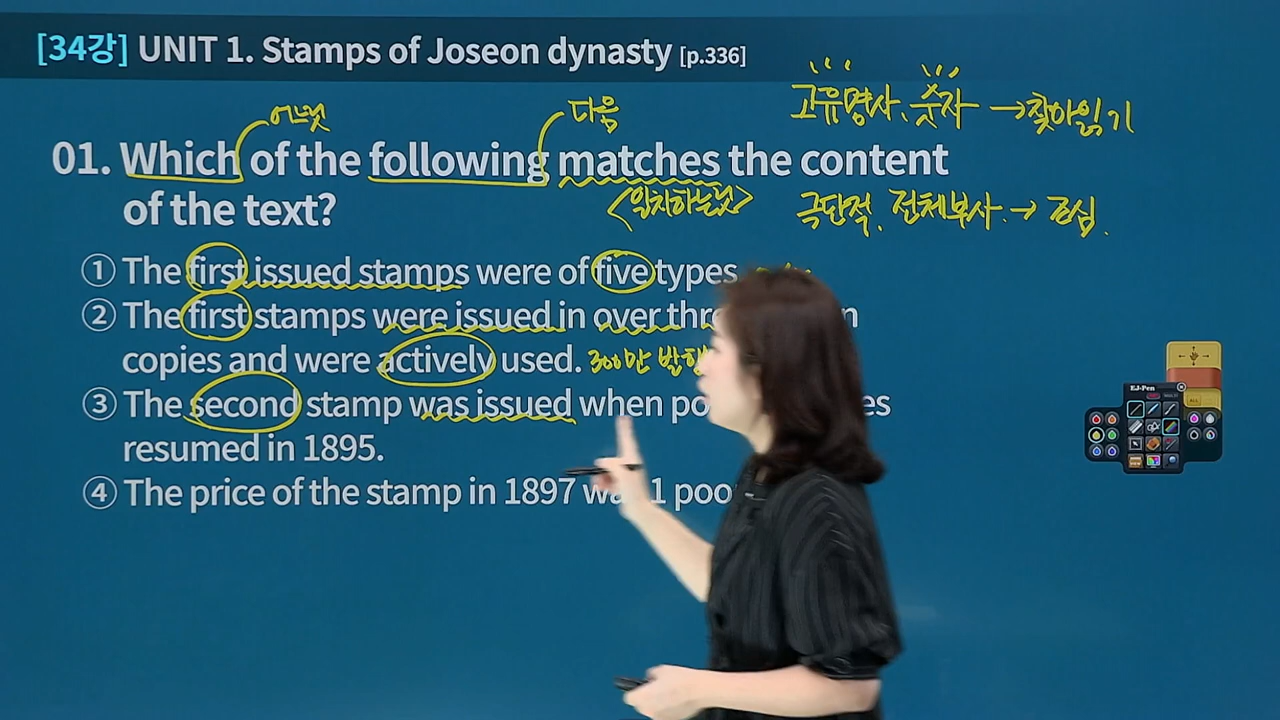 [34강] UNIT 1. Stamps of Joseon dynasty [p.336]
고유명사, 숫자 → 찾아읽기
어느것
다음
01. Which of the following matches the content
of the text?
<일치하는것>
극단적, 전체부사. → 조심.
① The first issued stamps were of five types
② The first stamps were issued in over
copies and were actively used. 300만 발행
③ The second stamp was issued when
resumed in 1895.
④ The price of the stamp in 1897 was 1
EJ-Pen
ALL